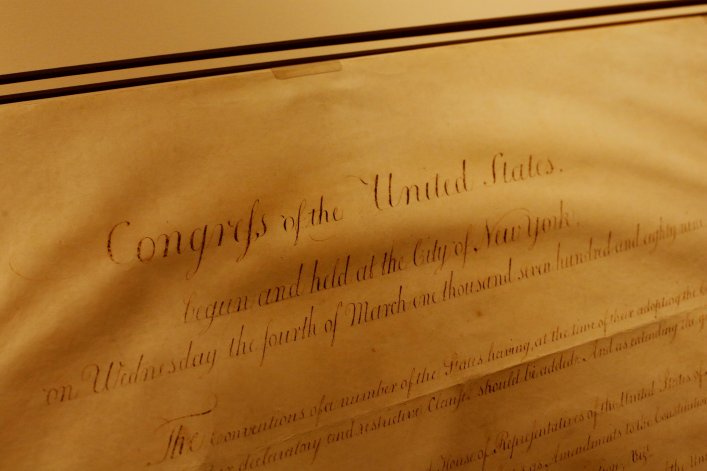 Congreſs of the United States.
begun and held at the City of New York,
on Wednesday the fourth of March one thousand seven hundred and eighty nine
The Conventions of a number of the States having, at the time of their adopting the
declaratory and restrictive Clauses should be added: And as extending the
House of Representatives of the United States of
Amendments to the Constitution
Viz.
the